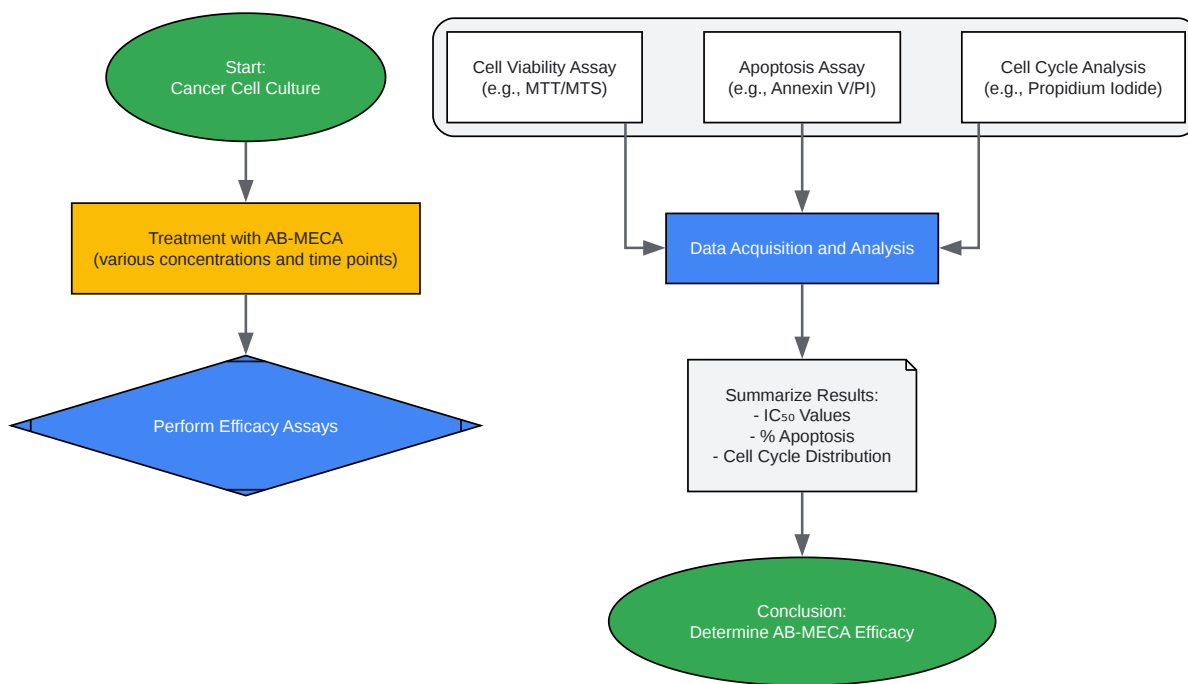 Start:
Cancer Cell Culture
Treatment with AB-MECA
(various concentrations and time points)
Perform Efficacy Assays
Cell Viability Assay
(e.g., MTT/MTS)
Apoptosis Assay
(e.g., Annexin V/PI)
Cell Cycle Analysis
(e.g., Propidium Iodide)
Data Acquisition and Analysis
Summarize Results:
- IC₅₀ Values
- % Apoptosis
- Cell Cycle Distribution
Conclusion:
Determine AB-MECA Efficacy